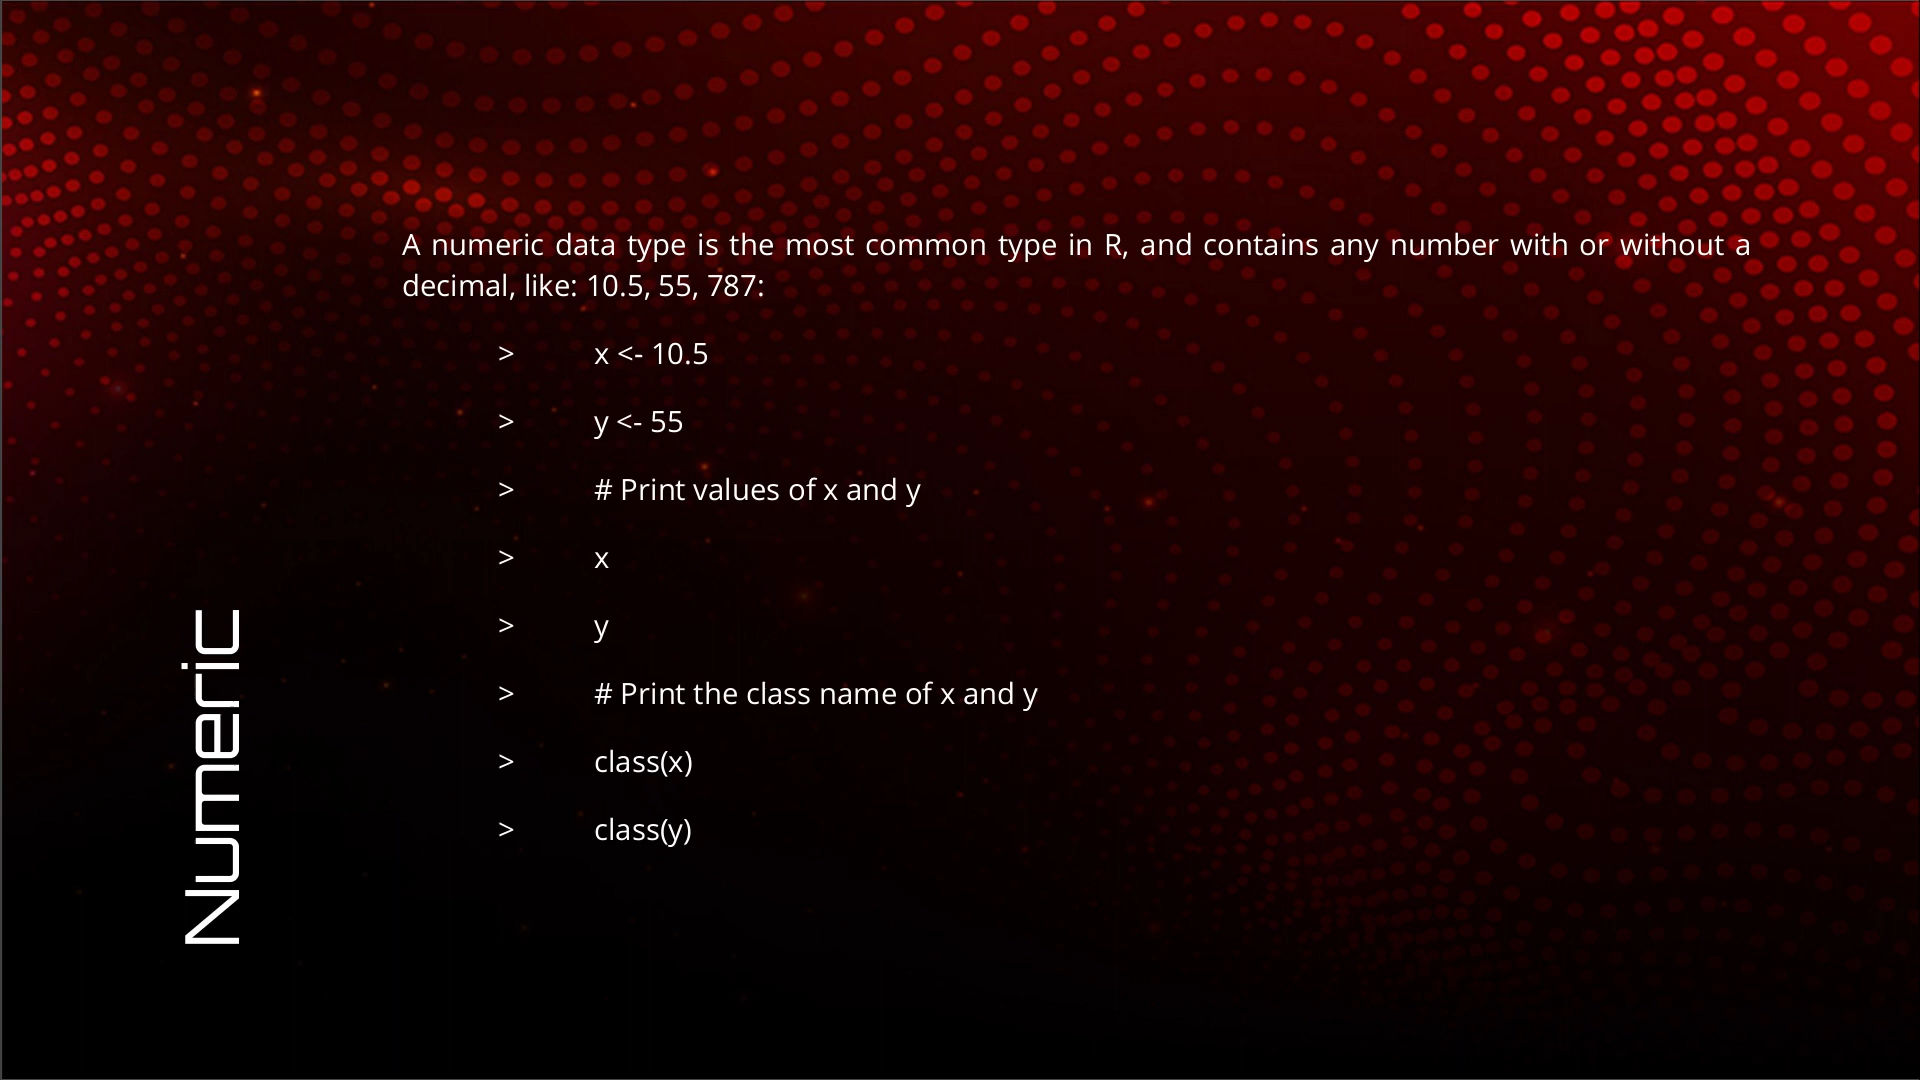 Numeric
A numeric data type is the most common type in R, and contains any number with or without a
decimal, like: 10.5, 55, 787:
> x <- 10.5
> y <- 55
> # Print values of x and y
> x
> y
> # Print the class name of x and y
> class(x)
> class(y)